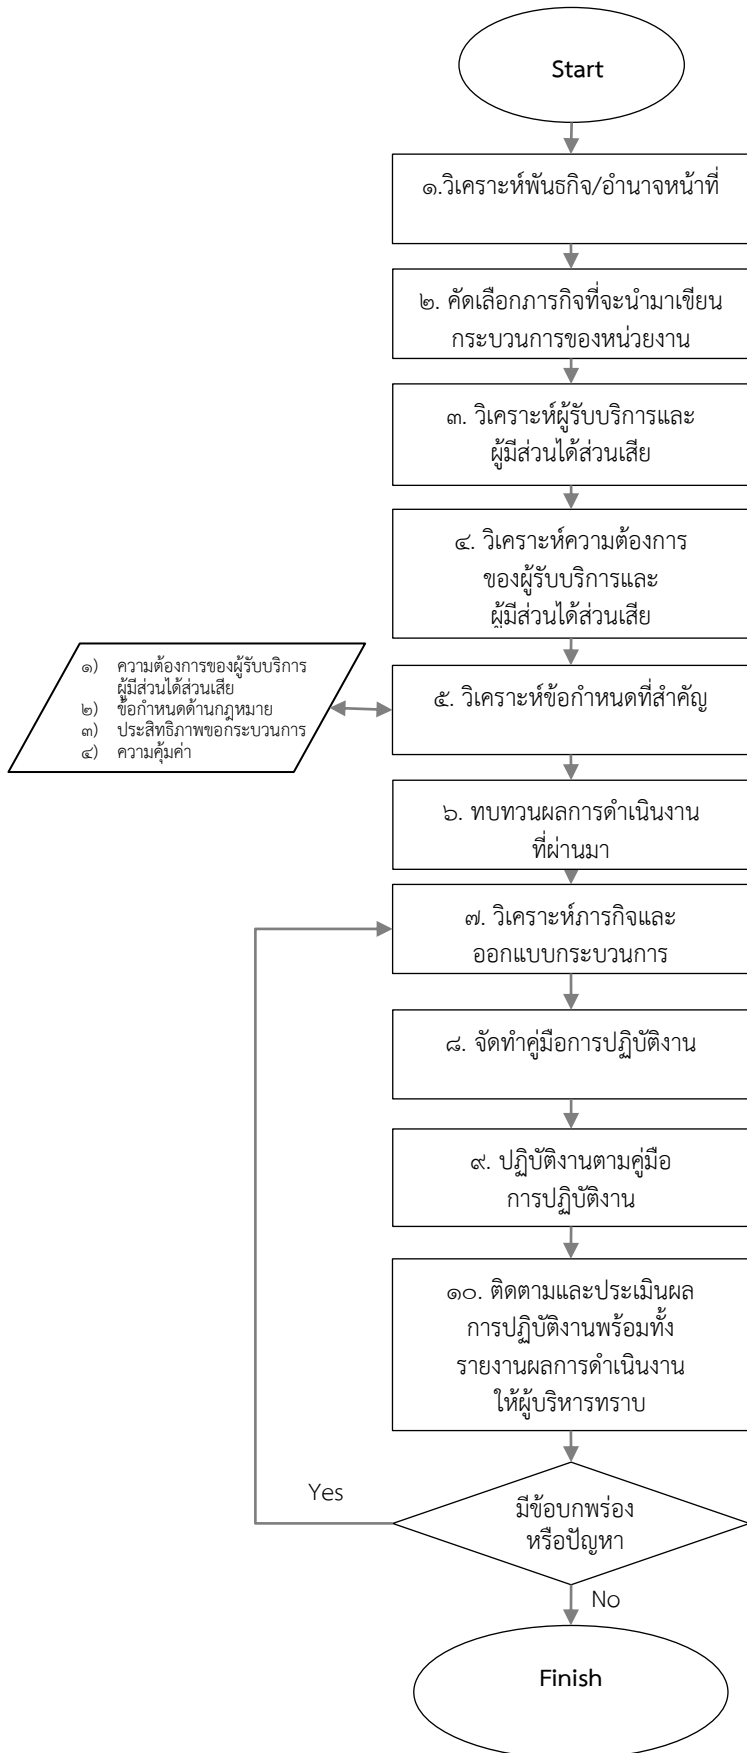 Start
๑.วิเคราะห์พันธกิจ/อำนาจหน้าที่
๒. คัดเลือกภารกิจที่จะนำมาเขียน
กระบวนการของหน่วยงาน
๓. วิเคราะห์ผู้รับบริการและ
ผู้มีส่วนได้ส่วนเสีย
๔. วิเคราะห์ความต้องการ
ของผู้รับบริการและ
ผู้มีส่วนได้ส่วนเสีย
๑) ความต้องการของผู้รับบริการ
ผู้มีส่วนได้ส่วนเสีย
๒) ข้อกำหนดด้านกฎหมาย
๓) ประสิทธิภาพขอกระบวนการ
๔) ความคุ้มค่า
๕. วิเคราะห์ข้อกำหนดที่สำคัญ
๖. ทบทวนผลการดำเนินงาน
ที่ผ่านมา
๗. วิเคราะห์ภารกิจและ
ออกแบบกระบวนการ
๘. จัดทำคู่มือการปฏิบัติงาน
๙. ปฏิบัติงานตามคู่มือ
การปฏิบัติงาน
๑๐. ติดตามและประเมินผล
การปฏิบัติงานพร้อมทั้ง
รายงานผลการดำเนินงาน
ให้ผู้บริหารทราบ
Yes
มีข้อบกพร่อง
หรือปัญหา
No
Finish